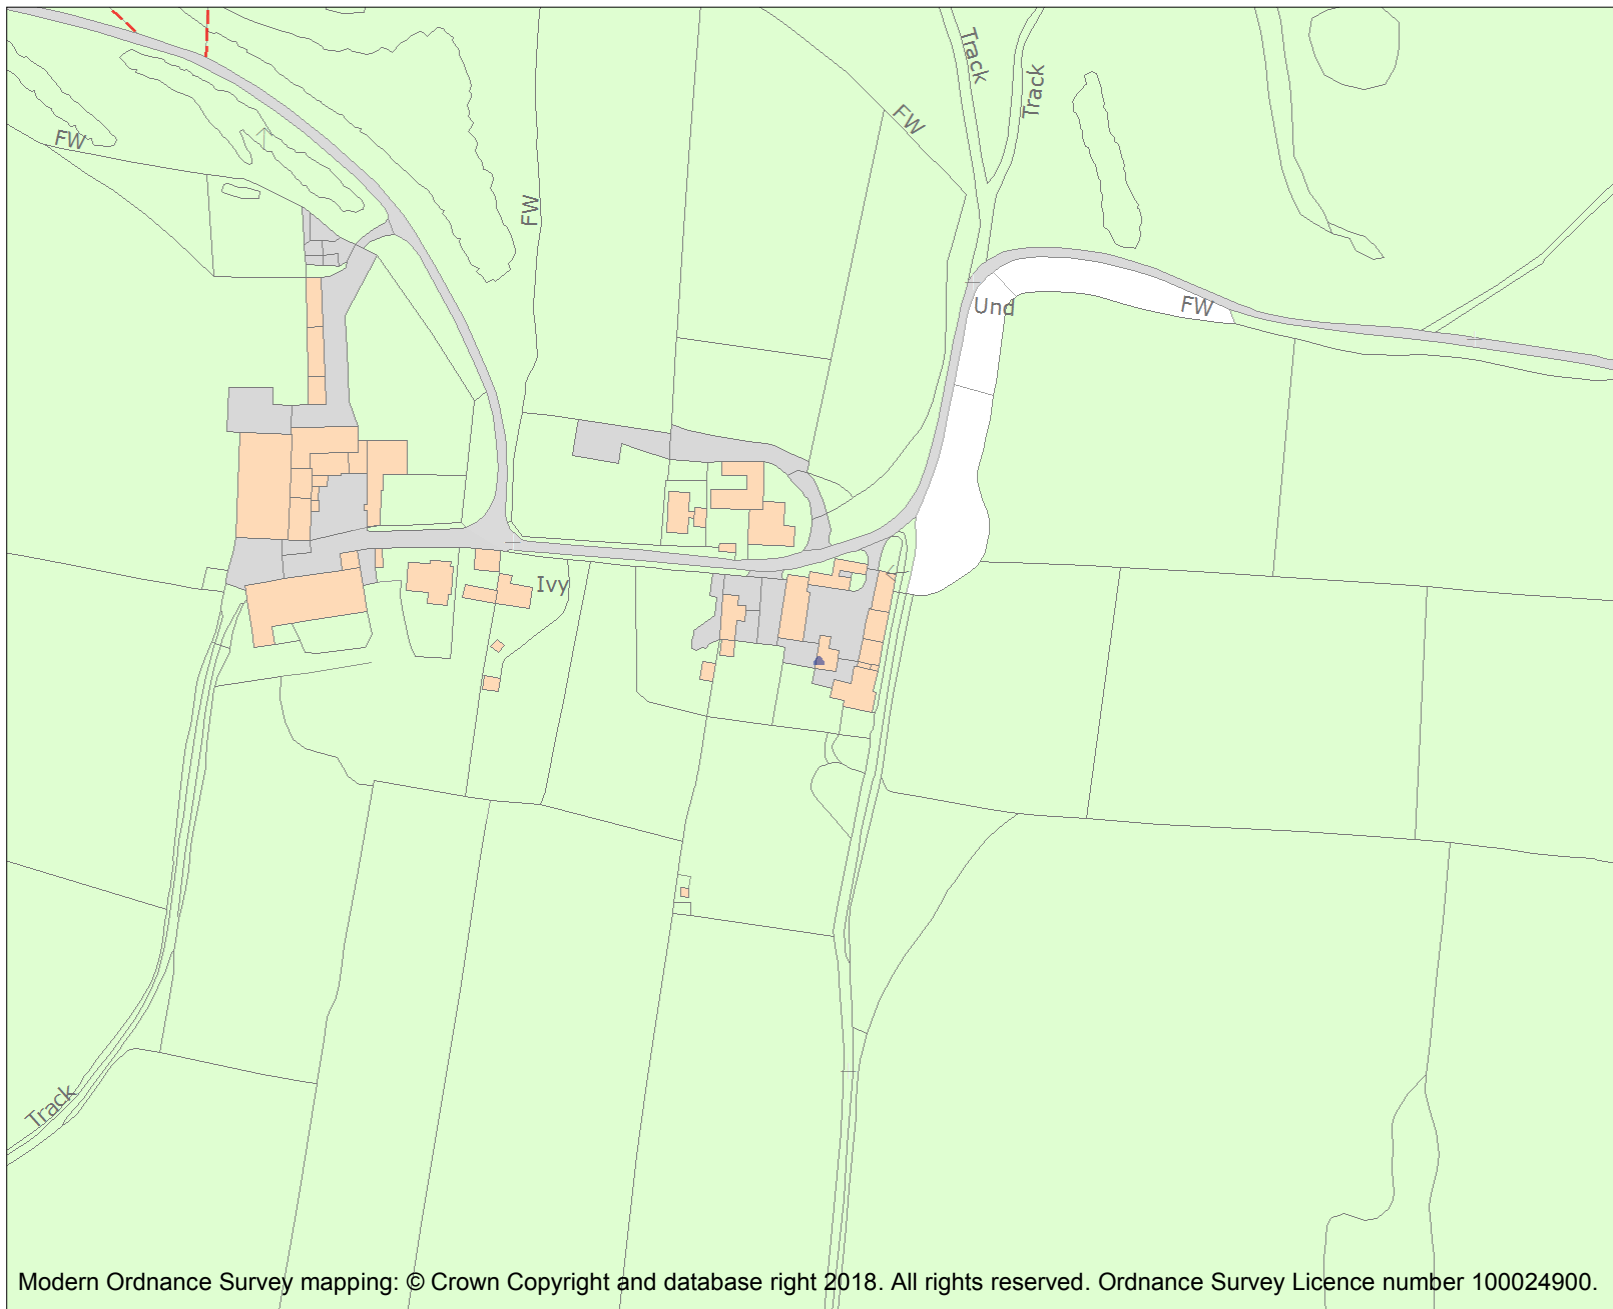 Track
Track
FW
FW
FW
Und
FW
Ivy
Track
Modern Ordnance Survey mapping: © Crown Copyright and database right 2018. All rights reserved. Ordnance Survey Licence number 100024900.